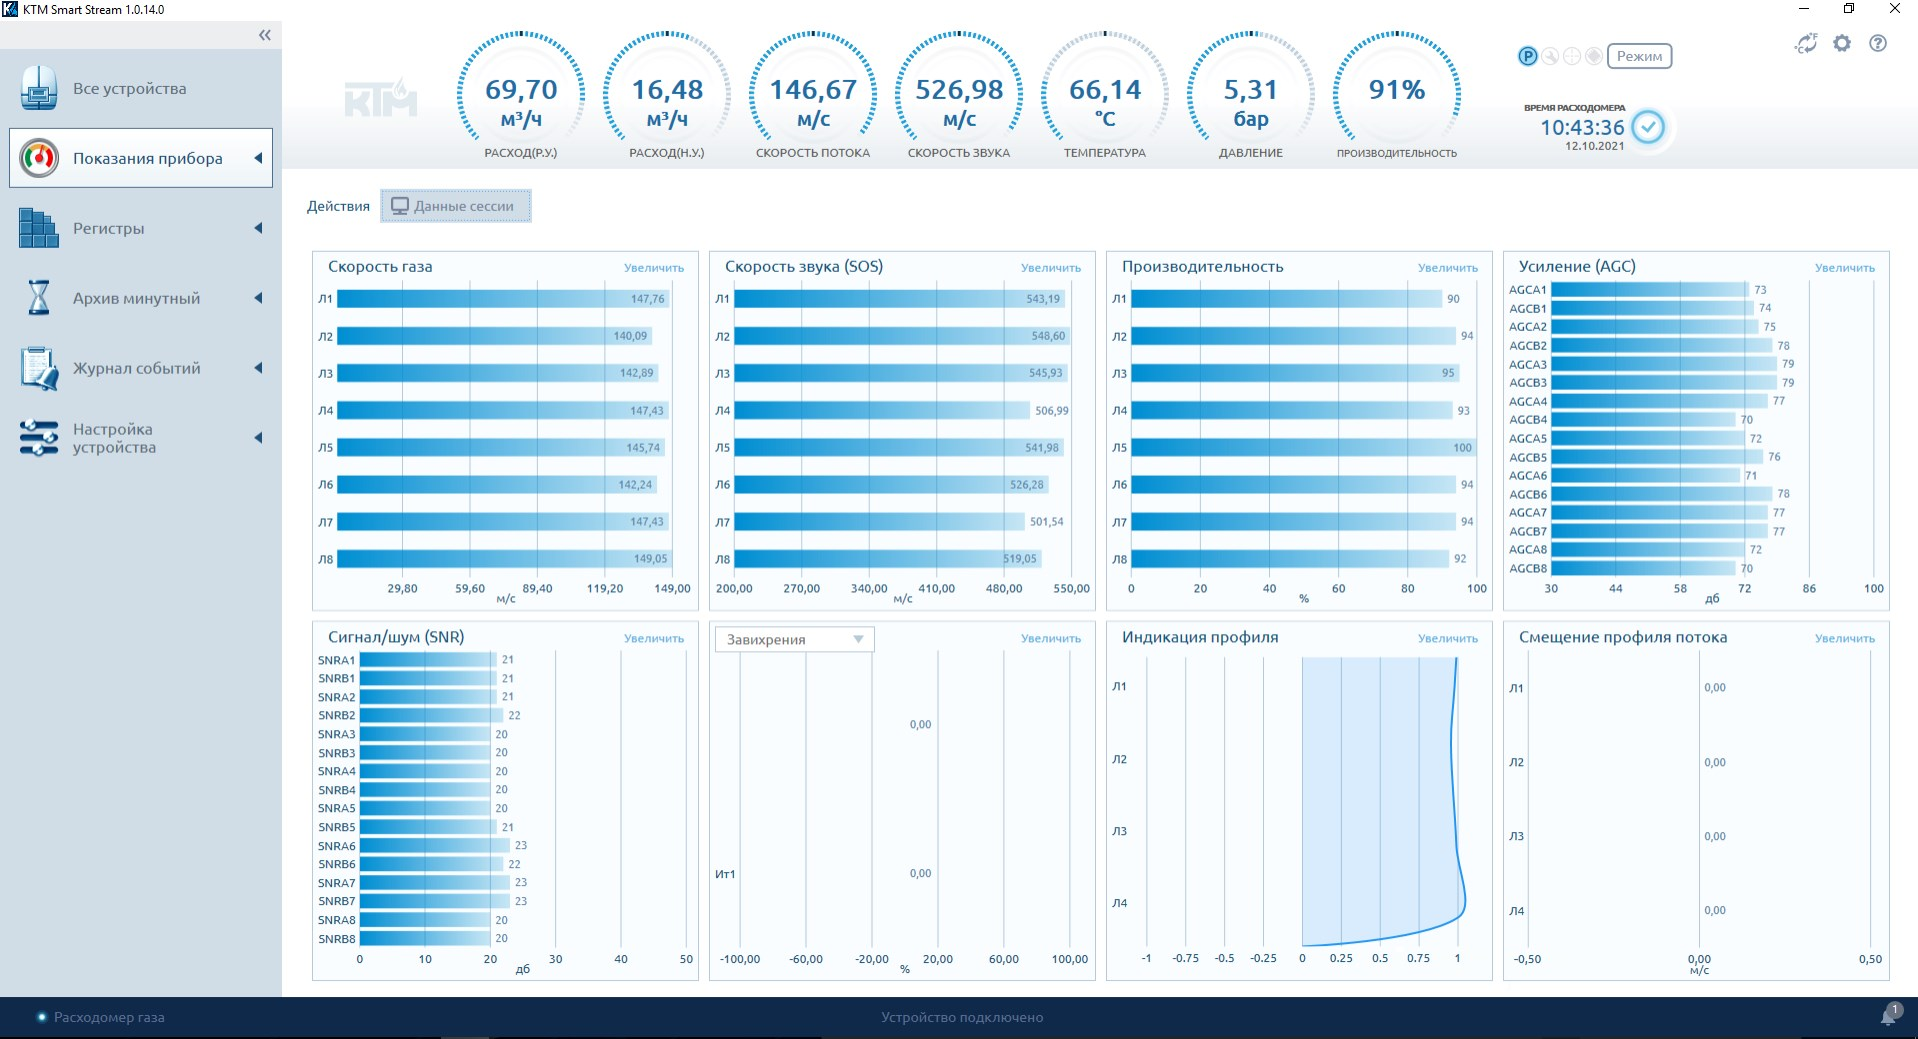 KTM Smart Stream 1.0.14.0
Все устройства
Показания прибора
Регистры
Архив минутный
Журнал событий
Настройка
устройства
КТМ
69,70
м³/ч
РАСХОД(Р.У.)
16,48
м³/ч
РАСХОД(Н.У.)
146,67
м/с
СКОРОСТЬ ПОТОКА
526,98
м/с
СКОРОСТЬ ЗВУКА
66,14
°C
ТЕМПЕРАТУРА
5,31
бар
ДАВЛЕНИЕ
91%
ПРОИЗВОДИТЕЛЬНОСТЬ
P
Режим
°C °F
?
ВРЕМЯ РАСХОДОМЕРА
10:43:36
12.10.2021
Действия Данные сессии
Скорость газа Увеличить
Л1 147,76
Л2 140,09
Л3 142,89
Л4 147,43
Л5 145,74
Л6 142,24
Л7 147,43
Л8 149,05
29,80 59,60 89,40 119,20 149,00
м/с
Скорость звука (SOS) Увеличить
Л1 543,19
Л2 548,60
Л3 545,93
Л4 506,99
Л5 541,98
Л6 526,28
Л7 501,54
Л8 519,05
200,00 270,00 340,00 410,00 480,00 550,00
м/с
Производительность Увеличить
Л1 90
Л2 94
Л3 95
Л4 93
Л5 100
Л6 94
Л7 94
Л8 92
0 20 40 60 80 100
%
Усиление (AGC) Увеличить
AGCA1 73
AGCB1 74
AGCA2 75
AGCB2 78
AGCA3 79
AGCB3 79
AGCA4 77
AGCB4 70
AGCA5 72
AGCB5 76
AGCA6 71
AGCB6 78
AGCA7 77
AGCB7 77
AGCA8 72
AGCB8 70
30 44 58 72 86 100
дб
Сигнал/шум (SNR) Увеличить
SNRA1 21
SNRB1 21
SNRA2 21
SNRB2 22
SNRA3 20
SNRB3 20
SNRA4 20
SNRB4 20
SNRA5 20
SNRB5 21
SNRA6 23
SNRB6 22
SNRA7 23
SNRB7 23
SNRA8 20
SNRB8 20
0 10 20 30 40 50
дб
Завихрения Увеличить
0,00
Ит1 0,00
-100,00 -60,00 -20,00 20,00 60,00 100,00
%
Индикация профиля Увеличить
Л1
Л2
Л3
Л4
-1 -0.75 -0.5 -0.25 0 0.25 0.5 0.75 1
Смещение профиля потока Увеличить
Л1 0,00
Л2 0,00
Л3 0,00
Л4 0,00
-0,50 0,00 0,50
м/с
Расходомер газа
Устройство подключено
1